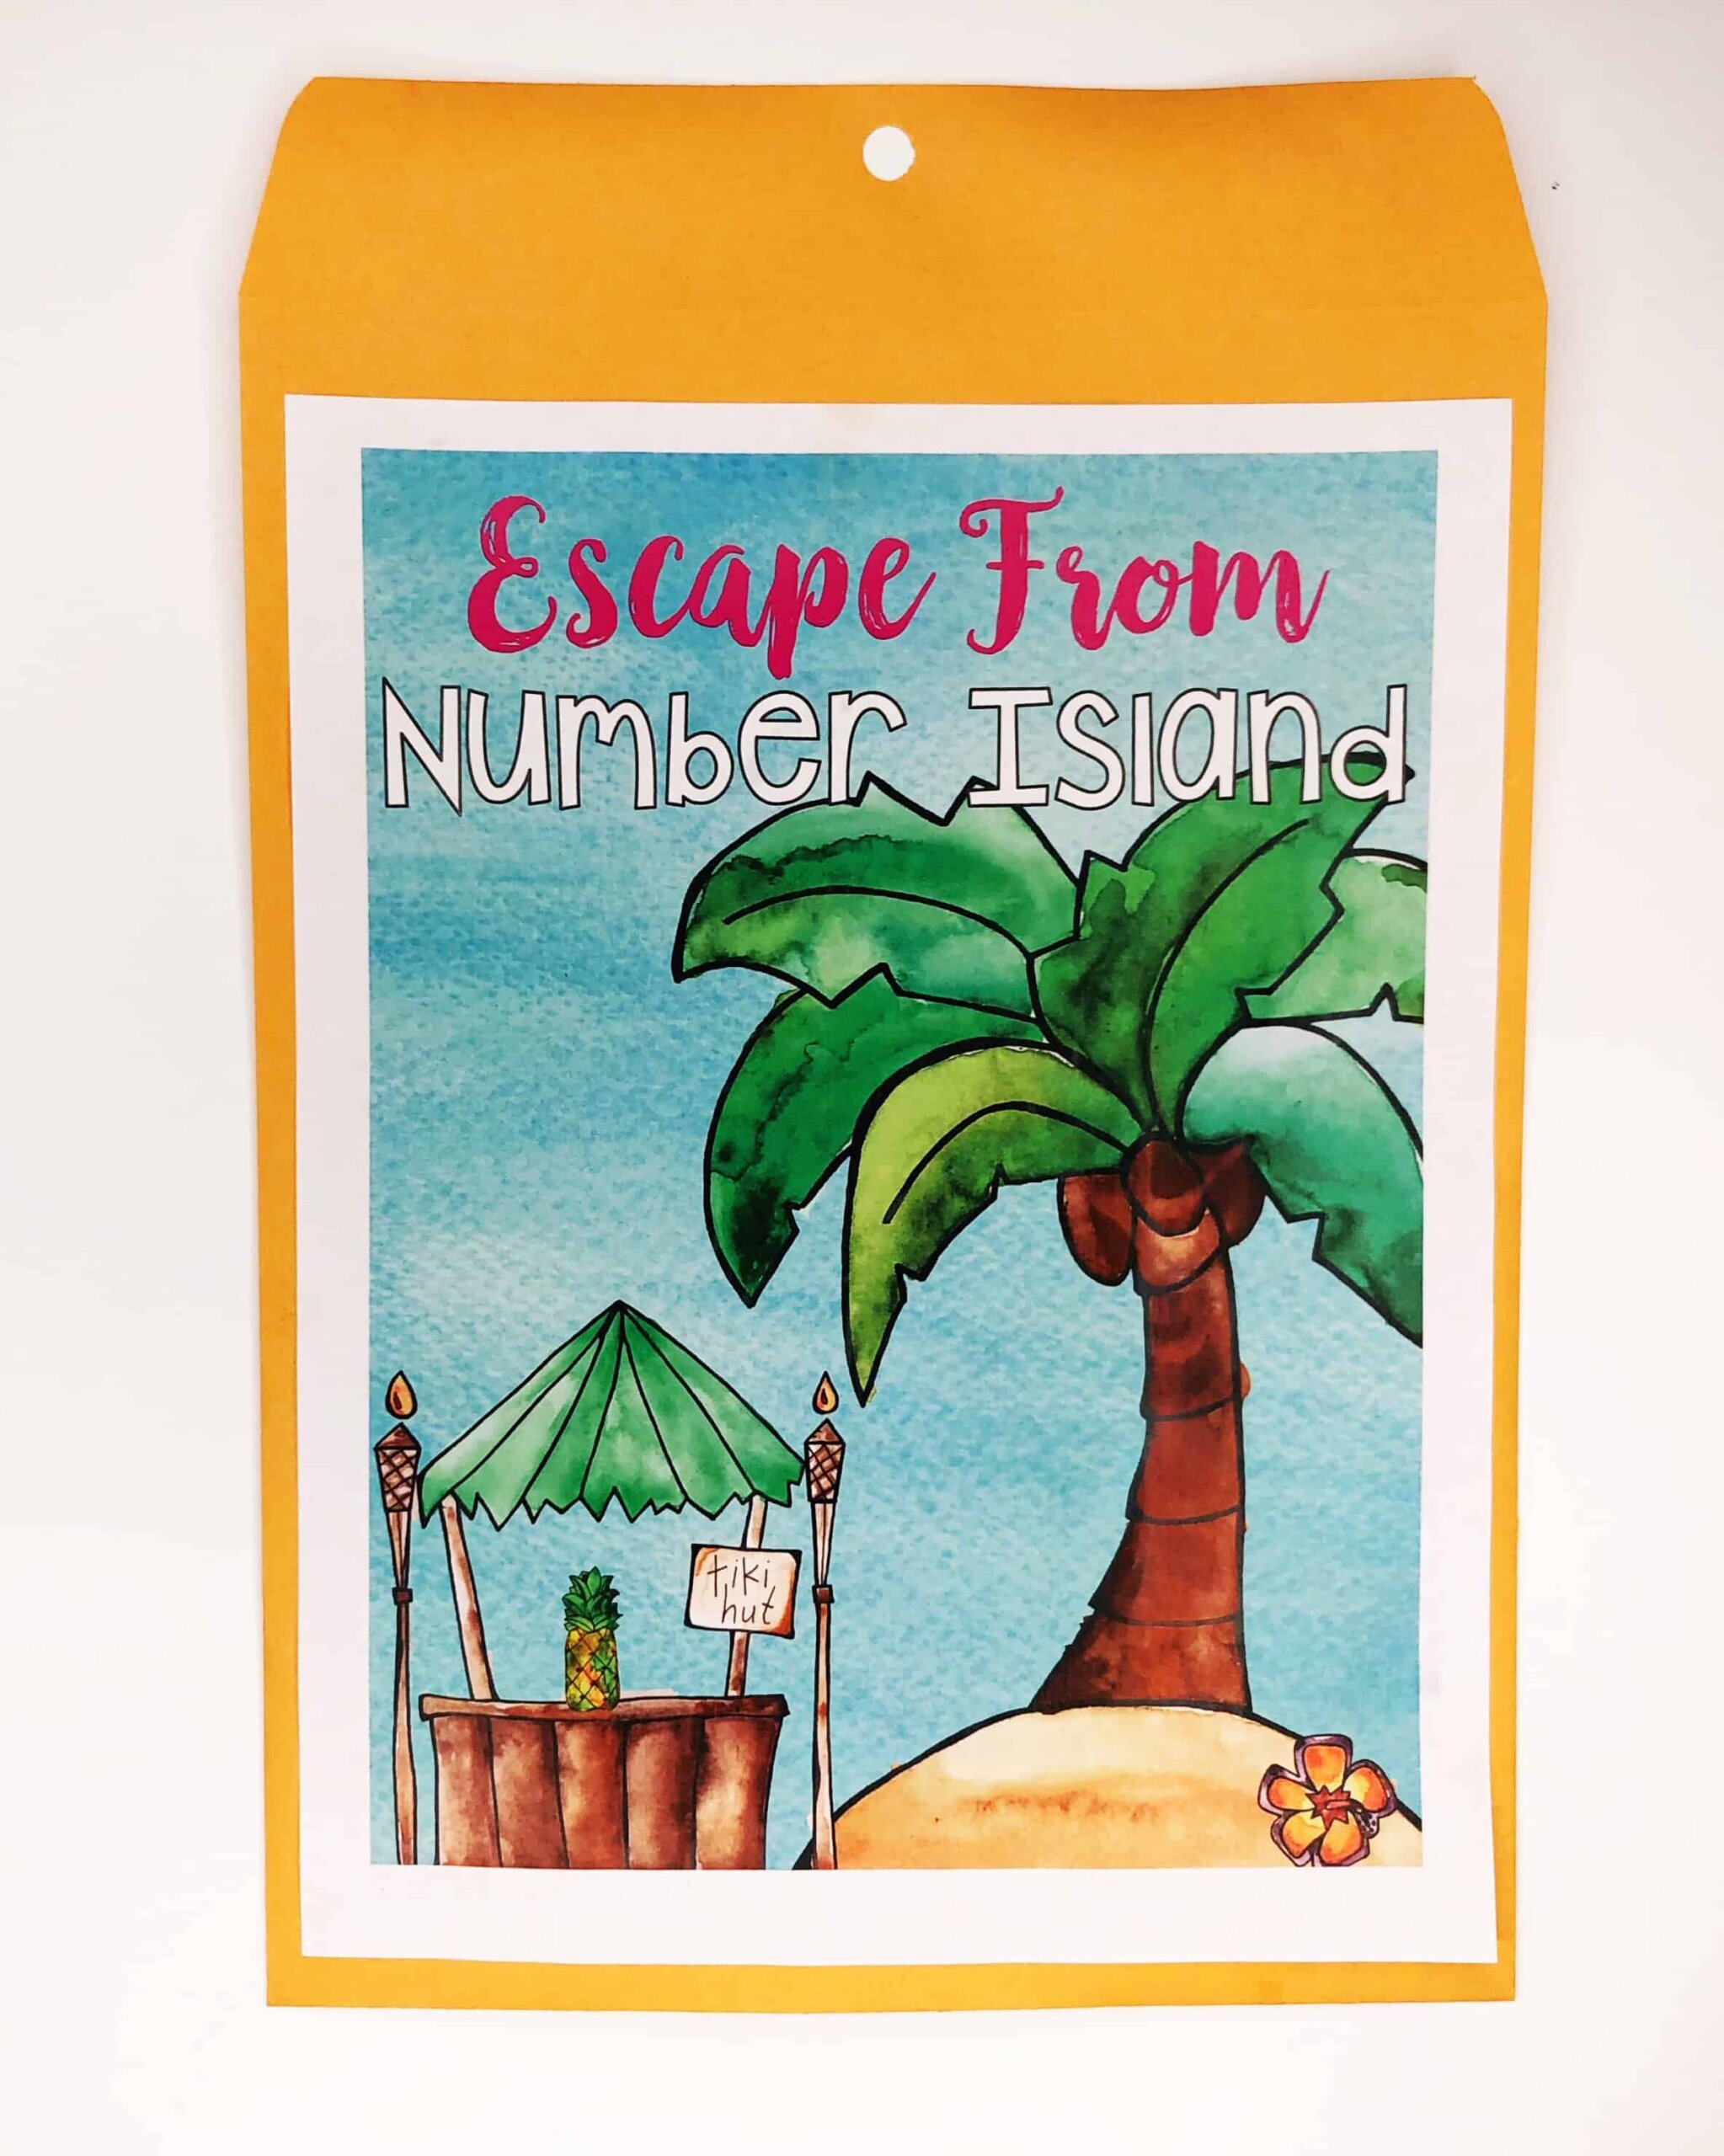 Escape From
Number Island
tiki
hut